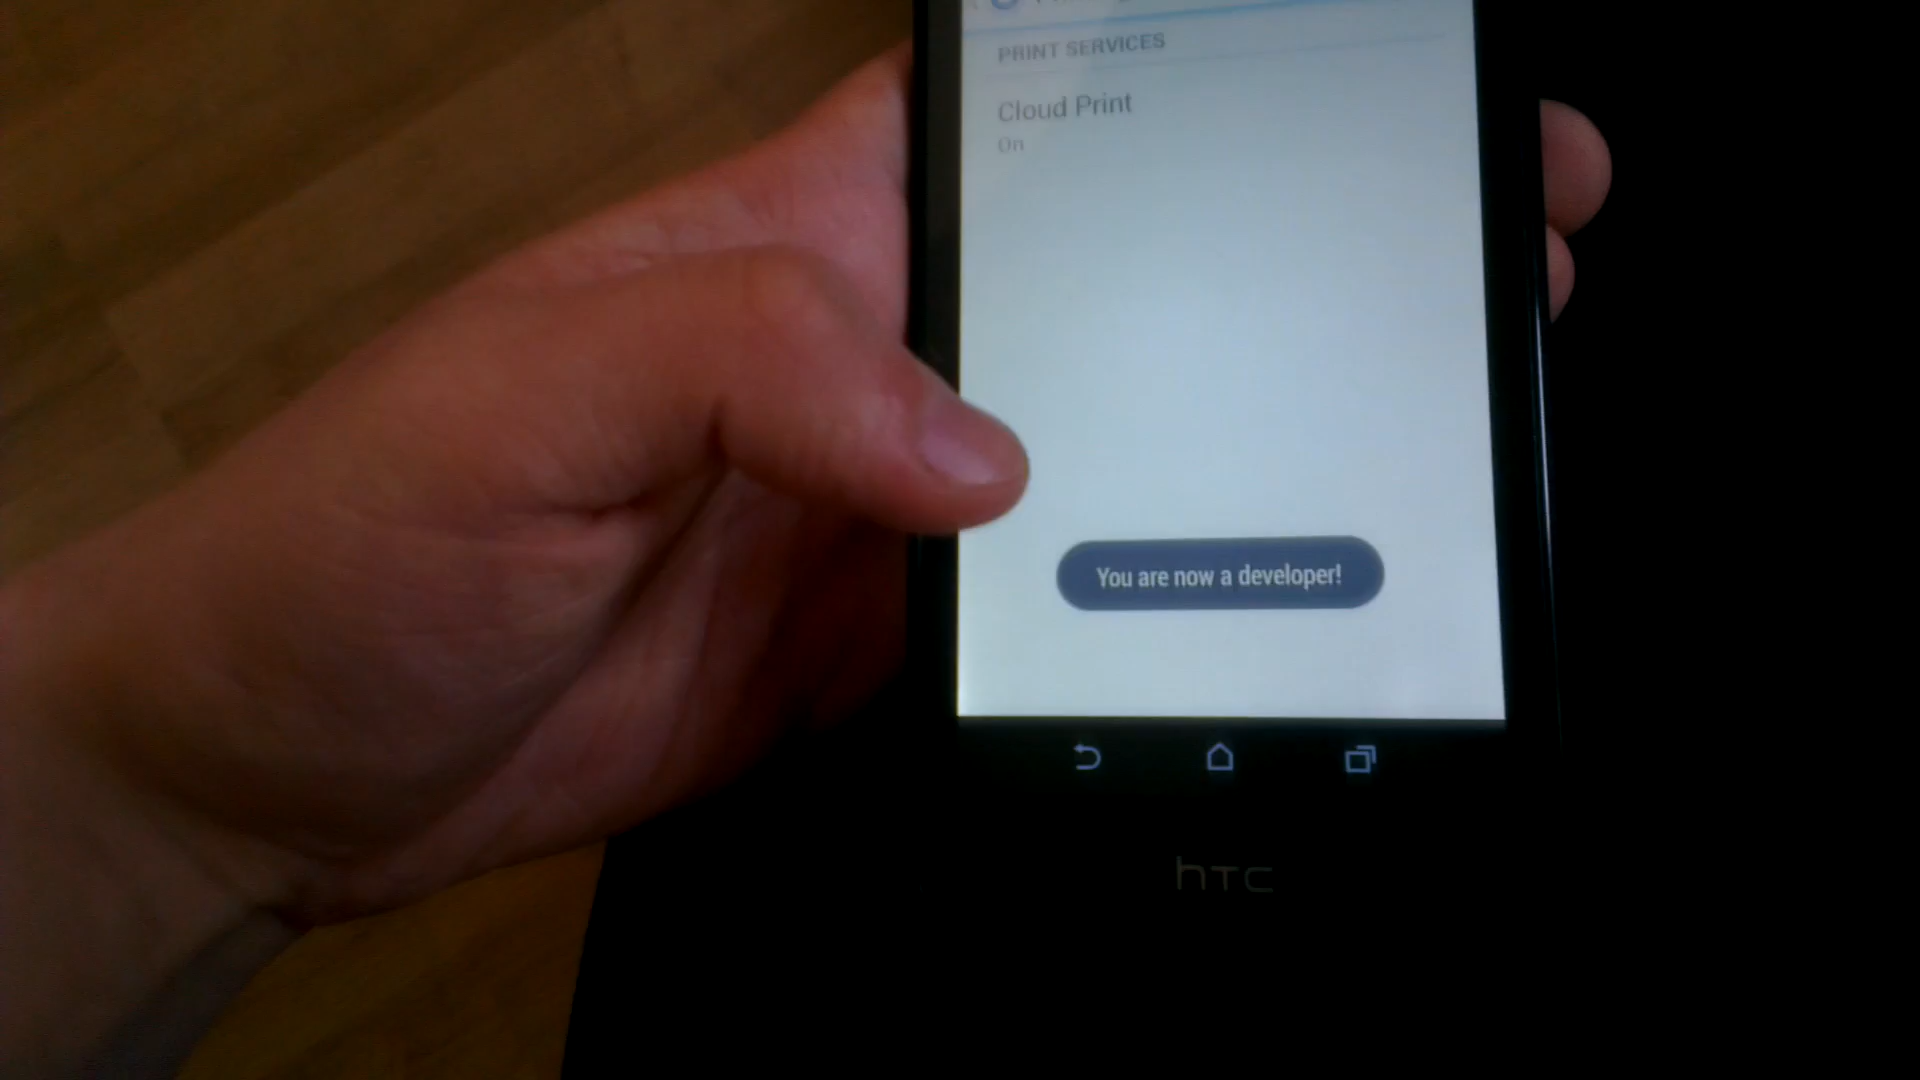 PRINT SERVICES
Cloud Print
On
You are now a developer!
hTC